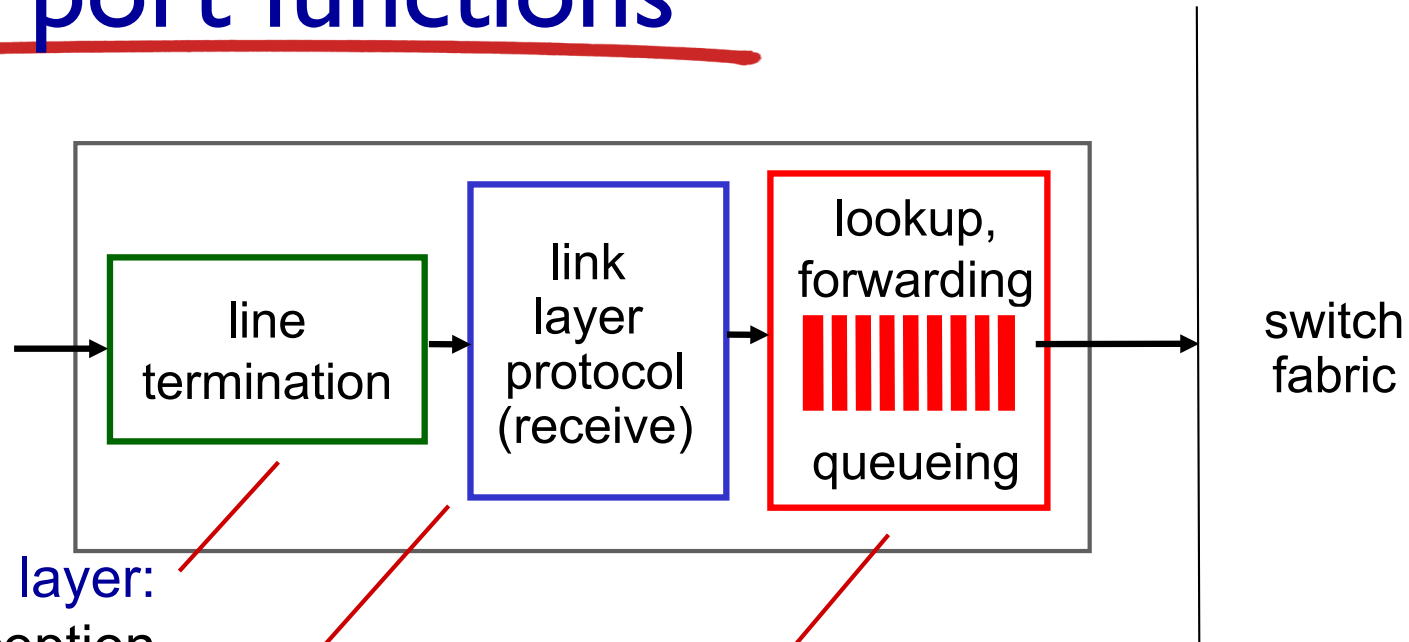 port functions
line
termination
link
layer
protocol
(receive)
lookup,
forwarding
queueing
switch
fabric
layer: